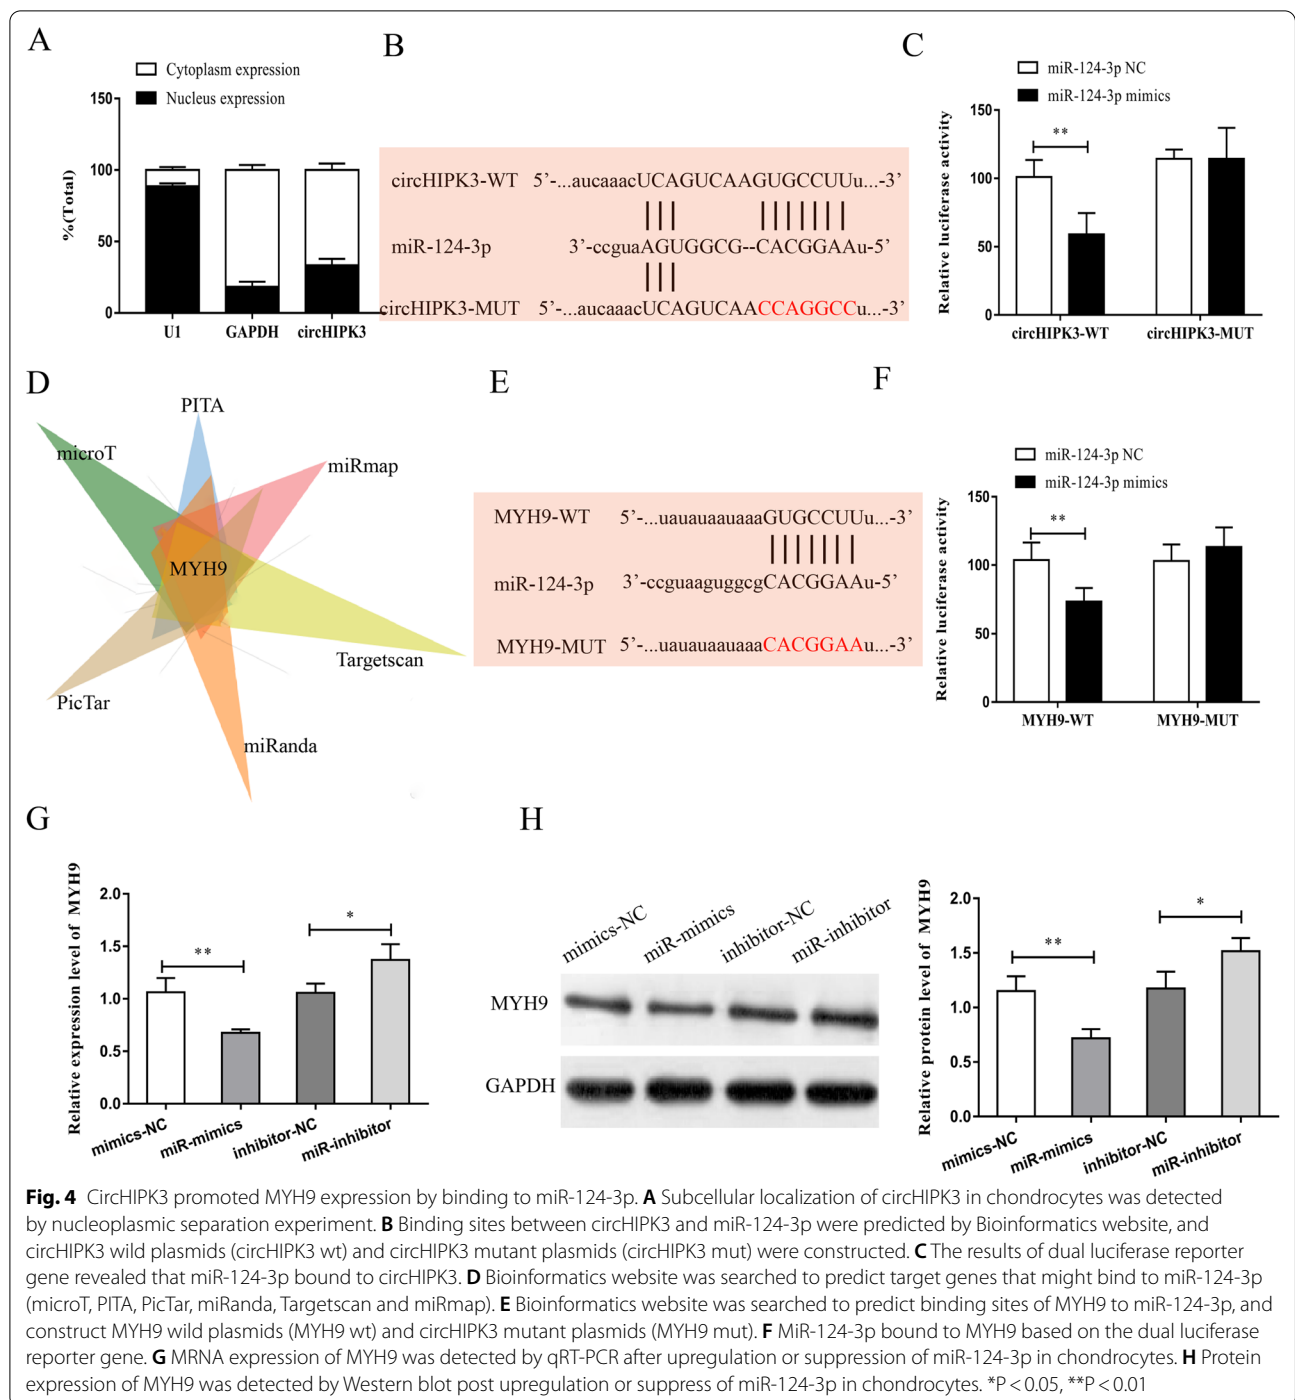 A
Cytoplasm expression
Nucleus expression
%(Total)
150
100
50
0
U1 GAPDH circHIPK3
B
circHIPK3-WT 5’-...aucaaacUCAGUCAAGUGCCUUu...-3’
miR-124-3p 3’-ccguaAGUGGCG--CACGGAAu-5’
circHIPK3-MUT 5’-...aucaaacUCAGUCAACCAGGCCu...-3’
C
miR-124-3p NC
miR-124-3p mimics
Relative luciferase activity
150
100
50
0
**
circHIPK3-WT circHIPK3-MUT
D
PITA
microT
miRmap
MYH9
Targetscan
PicTar
miRanda
E
MYH9-WT 5’-...uauauaauaaaGUGCCUUu...-3’
miR-124-3p 3’-ccguaaguggcgCACGGAAu-5’
MYH9-MUT 5’-...uauauaauaaaCACGGAAu...-3’
F
miR-124-3p NC
miR-124-3p mimics
Relative luciferase activity
150
100
50
0
**
MYH9-WT MYH9-MUT
G
Relative expression level of MYH9
2.0
1.5
1.0
0.5
0.0
**
*
mimics-NC miR-mimics inhibitor-NC miR-inhibitor
H
mimics-NC miR-mimics inhibitor-NC miR-inhibitor
MYH9
GAPDH
Relative protein level of MYH9
2.0
1.5
1.0
0.5
0.0
**
*
mimics-NC miR-mimics inhibitor-NC miR-inhibitor
Fig. 4 CircHIPK3 promoted MYH9 expression by binding to miR-124-3p. A Subcellular localization of circHIPK3 in chondrocytes was detected
by nucleoplasmic separation experiment. B Binding sites between circHIPK3 and miR-124-3p were predicted by Bioinformatics website, and
circHIPK3 wild plasmids (circHIPK3 wt) and circHIPK3 mutant plasmids (circHIPK3 mut) were constructed. C The results of dual luciferase reporter
gene revealed that miR-124-3p bound to circHIPK3. D Bioinformatics website was searched to predict target genes that might bind to miR-124-3p
(microT, PITA, PicTar, miRanda, Targetscan and miRmap). E Bioinformatics website was searched to predict binding sites of MYH9 to miR-124-3p, and
construct MYH9 wild plasmids (MYH9 wt) and circHIPK3 mutant plasmids (MYH9 mut). F MiR-124-3p bound to MYH9 based on the dual luciferase
reporter gene. G MRNA expression of MYH9 was detected by qRT-PCR after upregulation or suppression of miR-124-3p in chondrocytes. H Protein
expression of MYH9 was detected by Western blot post upregulation or suppress of miR-124-3p in chondrocytes. *P < 0.05, **P < 0.01